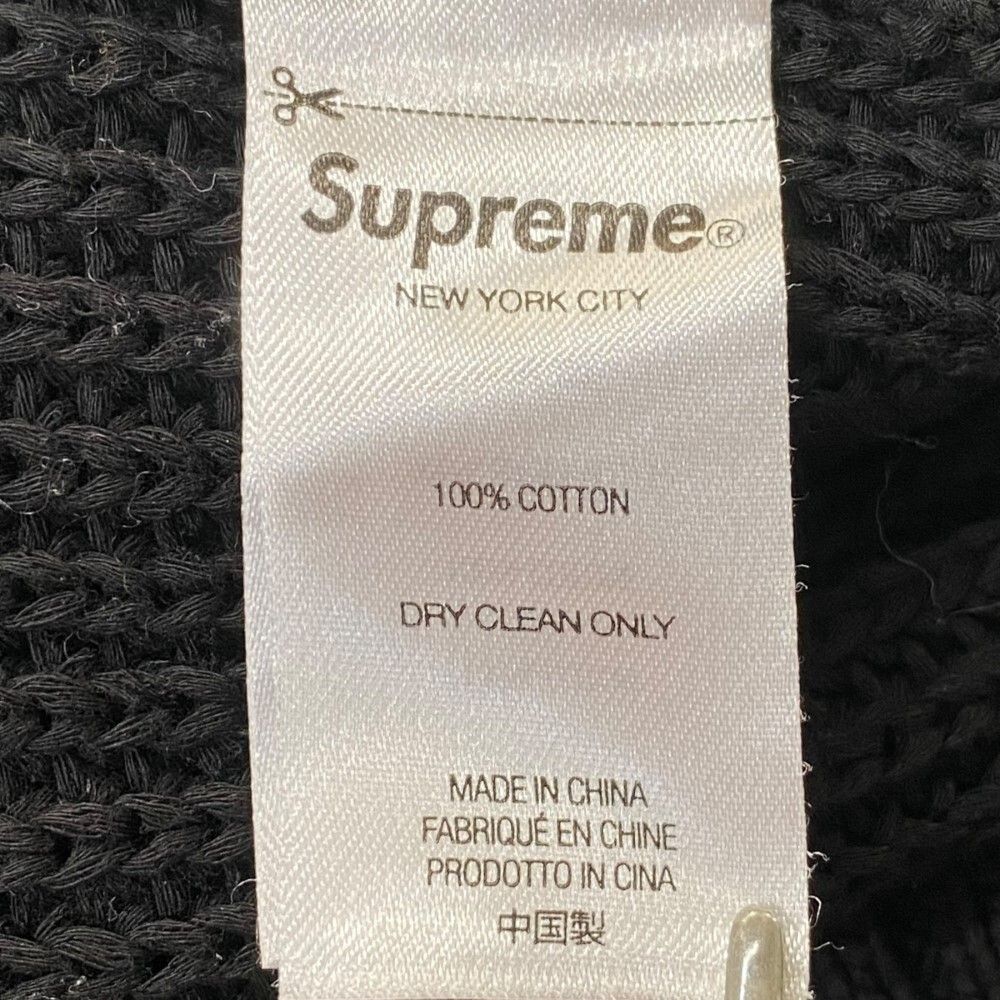 Supreme®
NEW YORK CITY
100% COTTON
DRY CLEAN ONLY
MADE IN CHINA
FABRIQUÉ EN CHINE
PRODOTTO IN CINA
中国製